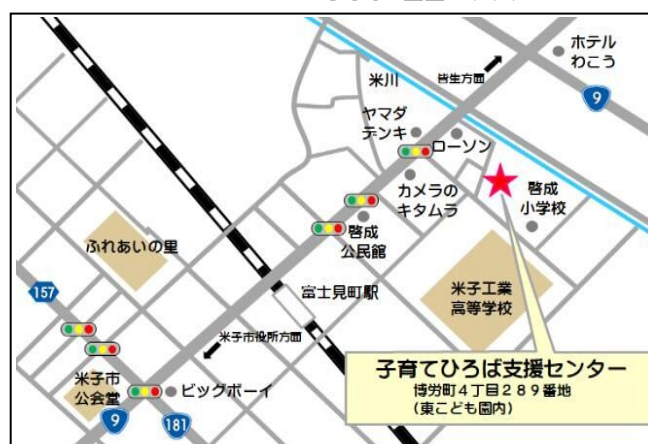 ホテル
わこう
9
皆生方面
米川
ヤマダ
デンキ
ローソン
カメラの
キタムラ
啓成
小学校
啓成
公民館
ふれあいの里
富士見町駅
米子工業
高等学校
157
米子市役所方面
米子市
公会堂
ビッグボーイ
9
181
子育てひろば支援センター
博労町4丁目289番地
(東こども園内)